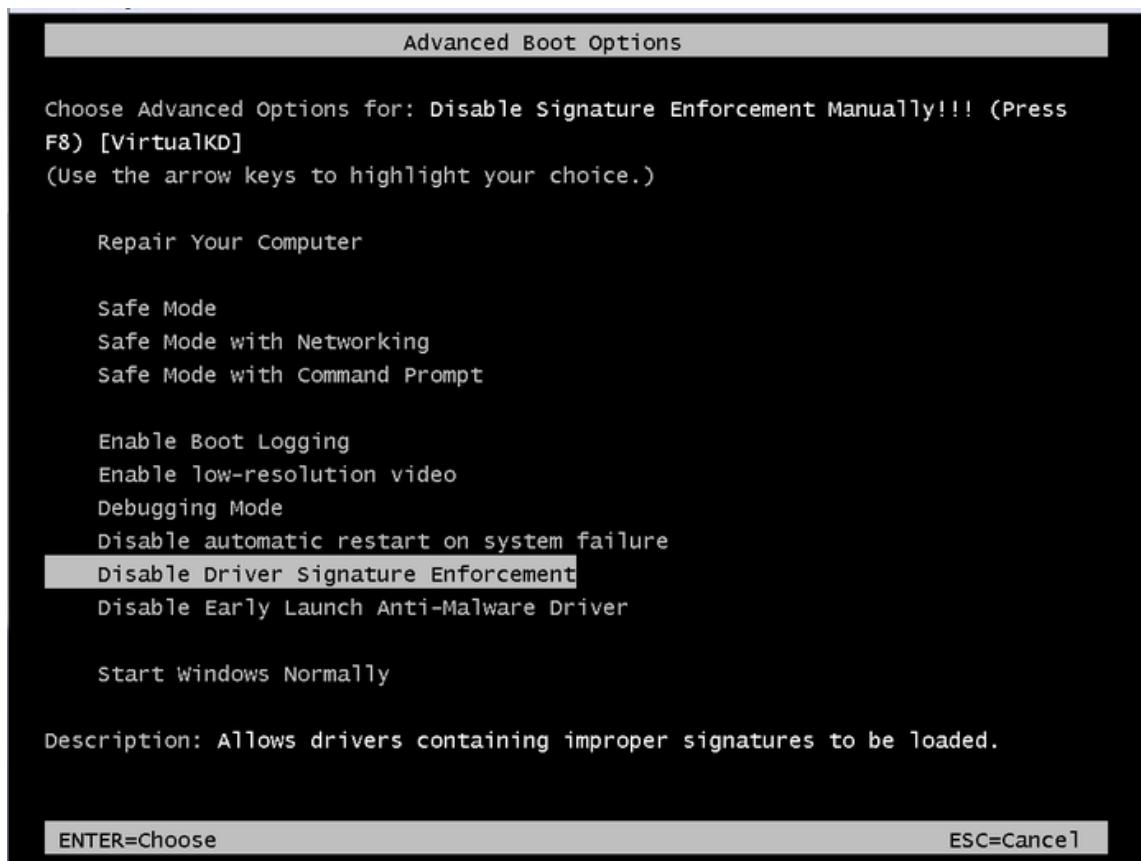 Advanced Boot Options
Choose Advanced Options for: Disable Signature Enforcement Manually!!! (Press
F8) [VirtualKD]
(Use the arrow keys to highlight your choice.)
Repair Your Computer
Safe Mode
Safe Mode with Networking
Safe Mode with Command Prompt
Enable Boot Logging
Enable low-resolution video
Debugging Mode
Disable automatic restart on system failure
Disable Driver Signature Enforcement
Disable Early Launch Anti-Malware Driver
Start Windows Normally
Description: Allows drivers containing improper signatures to be loaded.
ENTER=Choose ESC=Cancel